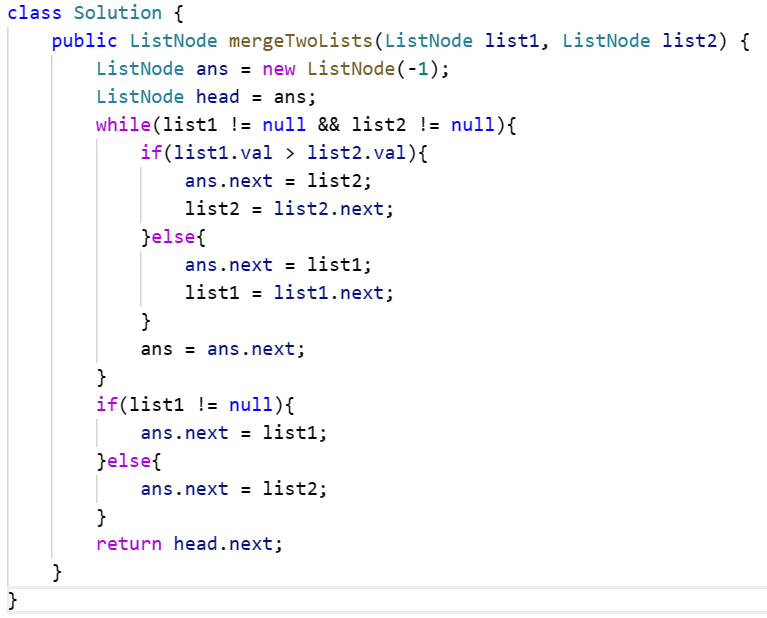 class Solution {
    public ListNode mergeTwoLists(ListNode list1, ListNode list2) {
        ListNode ans = new ListNode(-1);
        ListNode head = ans;
        while(list1 != null && list2 != null){
            if(list1.val > list2.val){
                ans.next = list2;
                list2 = list2.next;
            }else{
                ans.next = list1;
                list1 = list1.next;
            }
            ans = ans.next;
        }
        if(list1 != null){
            ans.next = list1;
        }else{
            ans.next = list2;
        }
        return head.next;
    }
}